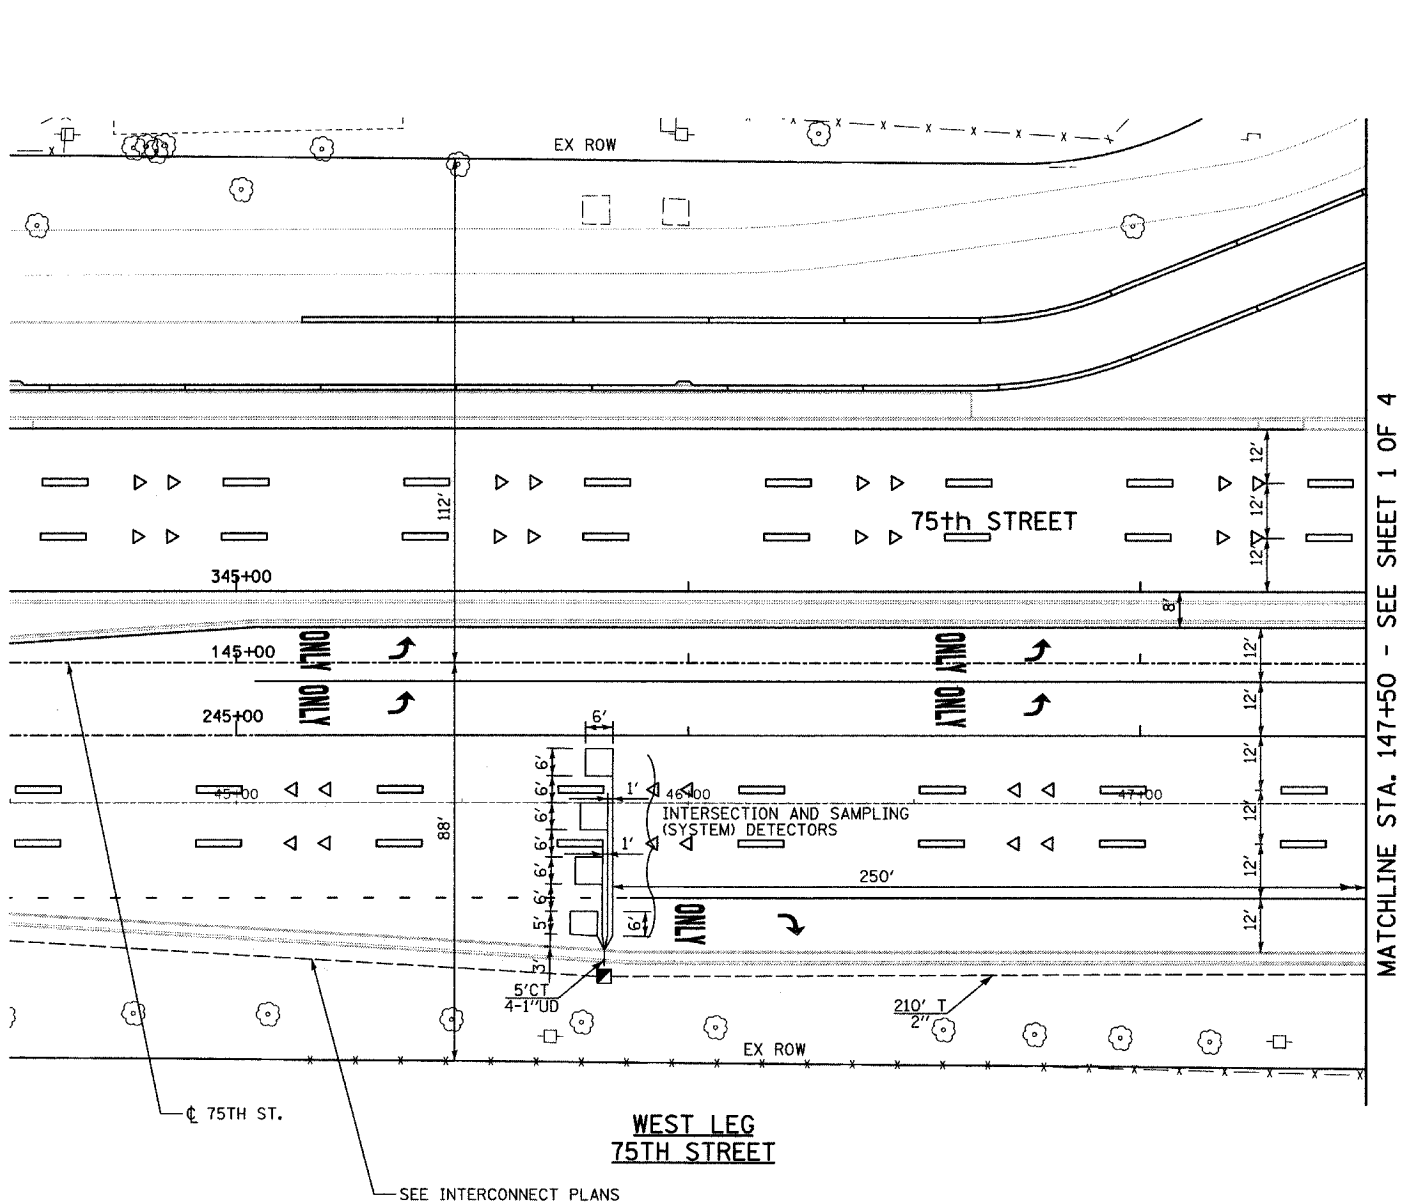 EX ROW
112'
12'
12'
12'
75th STREET
345+00
8'
ONLY
145+00
ONLY
12'
ONLY
245+00
ONLY
12'
6'
6'
6'
6'
6'
6'
6'
5'
3'
1'
1'
6'
45+00
46+00
47+00
INTERSECTION AND SAMPLING
(SYSTEM) DETECTORS
12'
12'
12'
12'
88'
250'
ONLY
5'CT
4-1"UD
210' T
2"
EX ROW
℄ 75TH ST.
WEST LEG
75TH STREET
SEE INTERCONNECT PLANS
MATCHLINE STA. 147+50 - SEE SHEET 1 OF 4